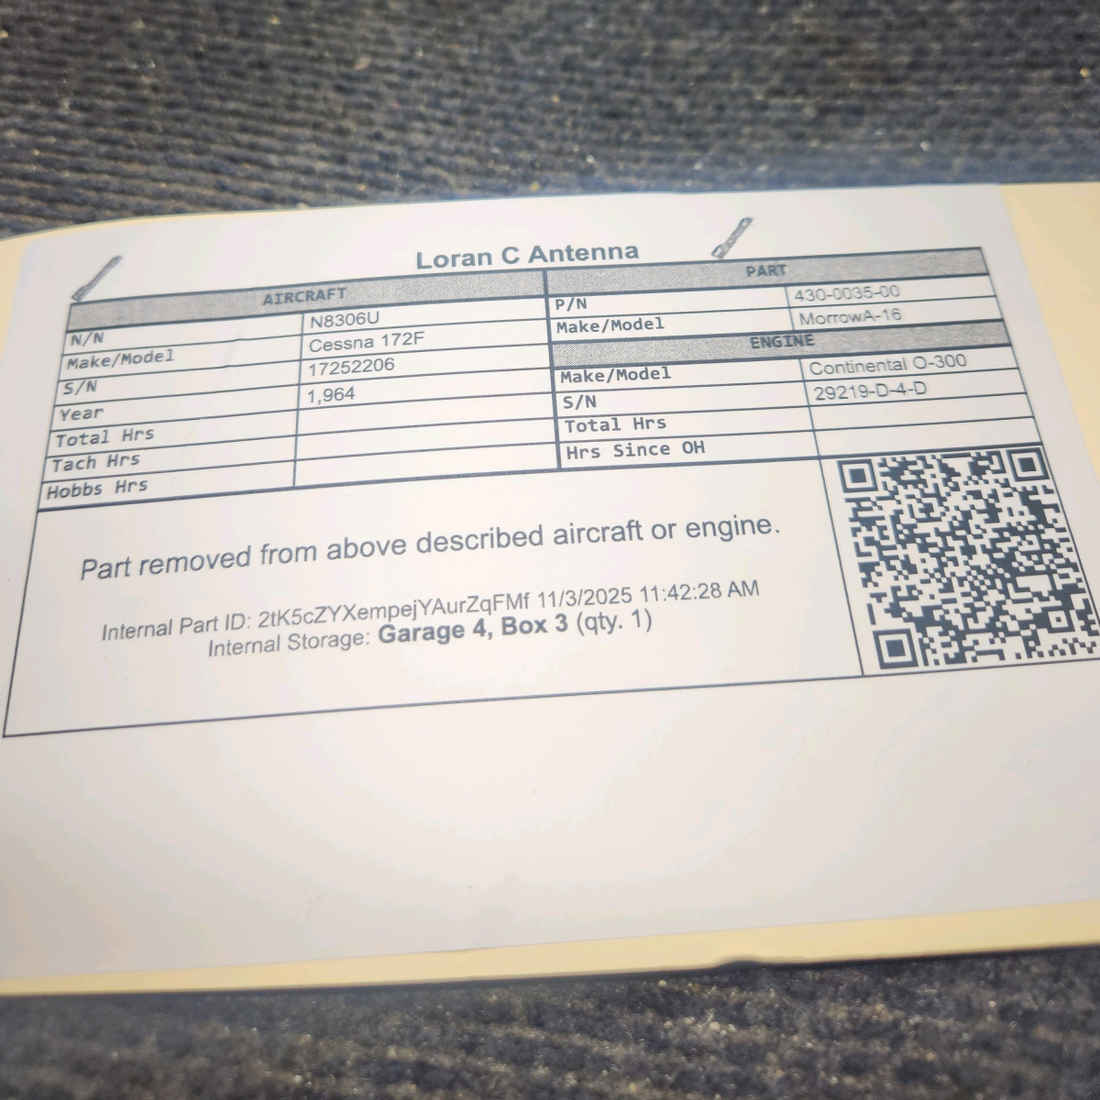 Loran C Antenna
AIRCRAFT
N/N N8306U
Make/Model Cessna 172F
S/N 17252206
Year 1,964
Total Hrs
Tach Hrs
Hobbs Hrs
PART
P/N 430-0035-00
Make/Model MorrowA-16
ENGINE
Make/Model Continental O-300
S/N 29219-D-4-D
Total Hrs
Hrs Since OH
Part removed from above described aircraft or engine.
Internal Part ID: 2tK5cZYXempejYAurZqFMf 11/3/2025 11:42:28 AM
Internal Storage: Garage 4, Box 3 (qty. 1)